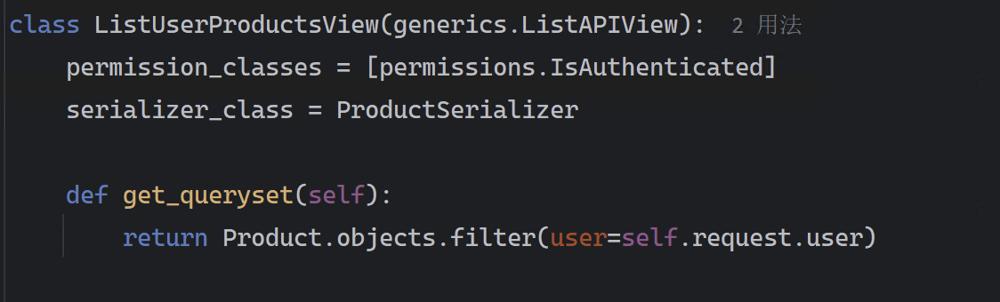 class ListUserProductsView(generics.ListAPIView): 2 用法
    permission_classes = [permissions.IsAuthenticated]
    serializer_class = ProductSerializer

    def get_queryset(self):
        return Product.objects.filter(user=self.request.user)